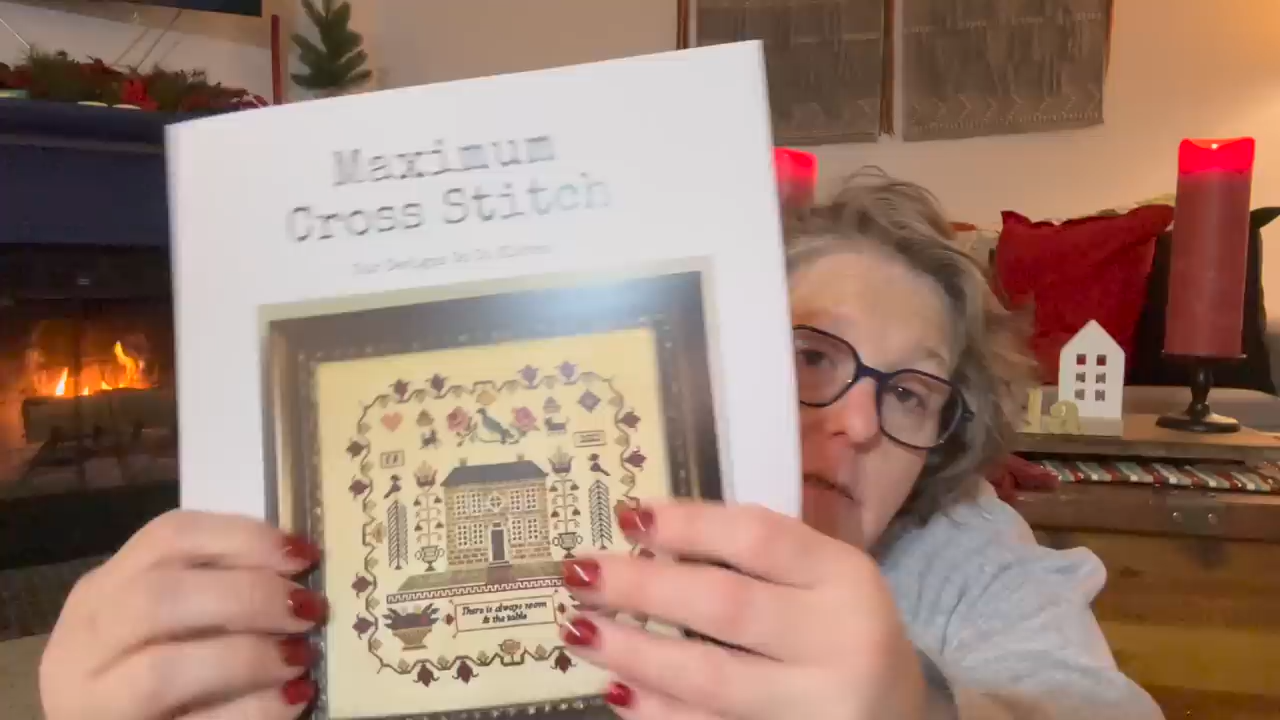 Maximum
Cross Stitch
There is always room
At the table